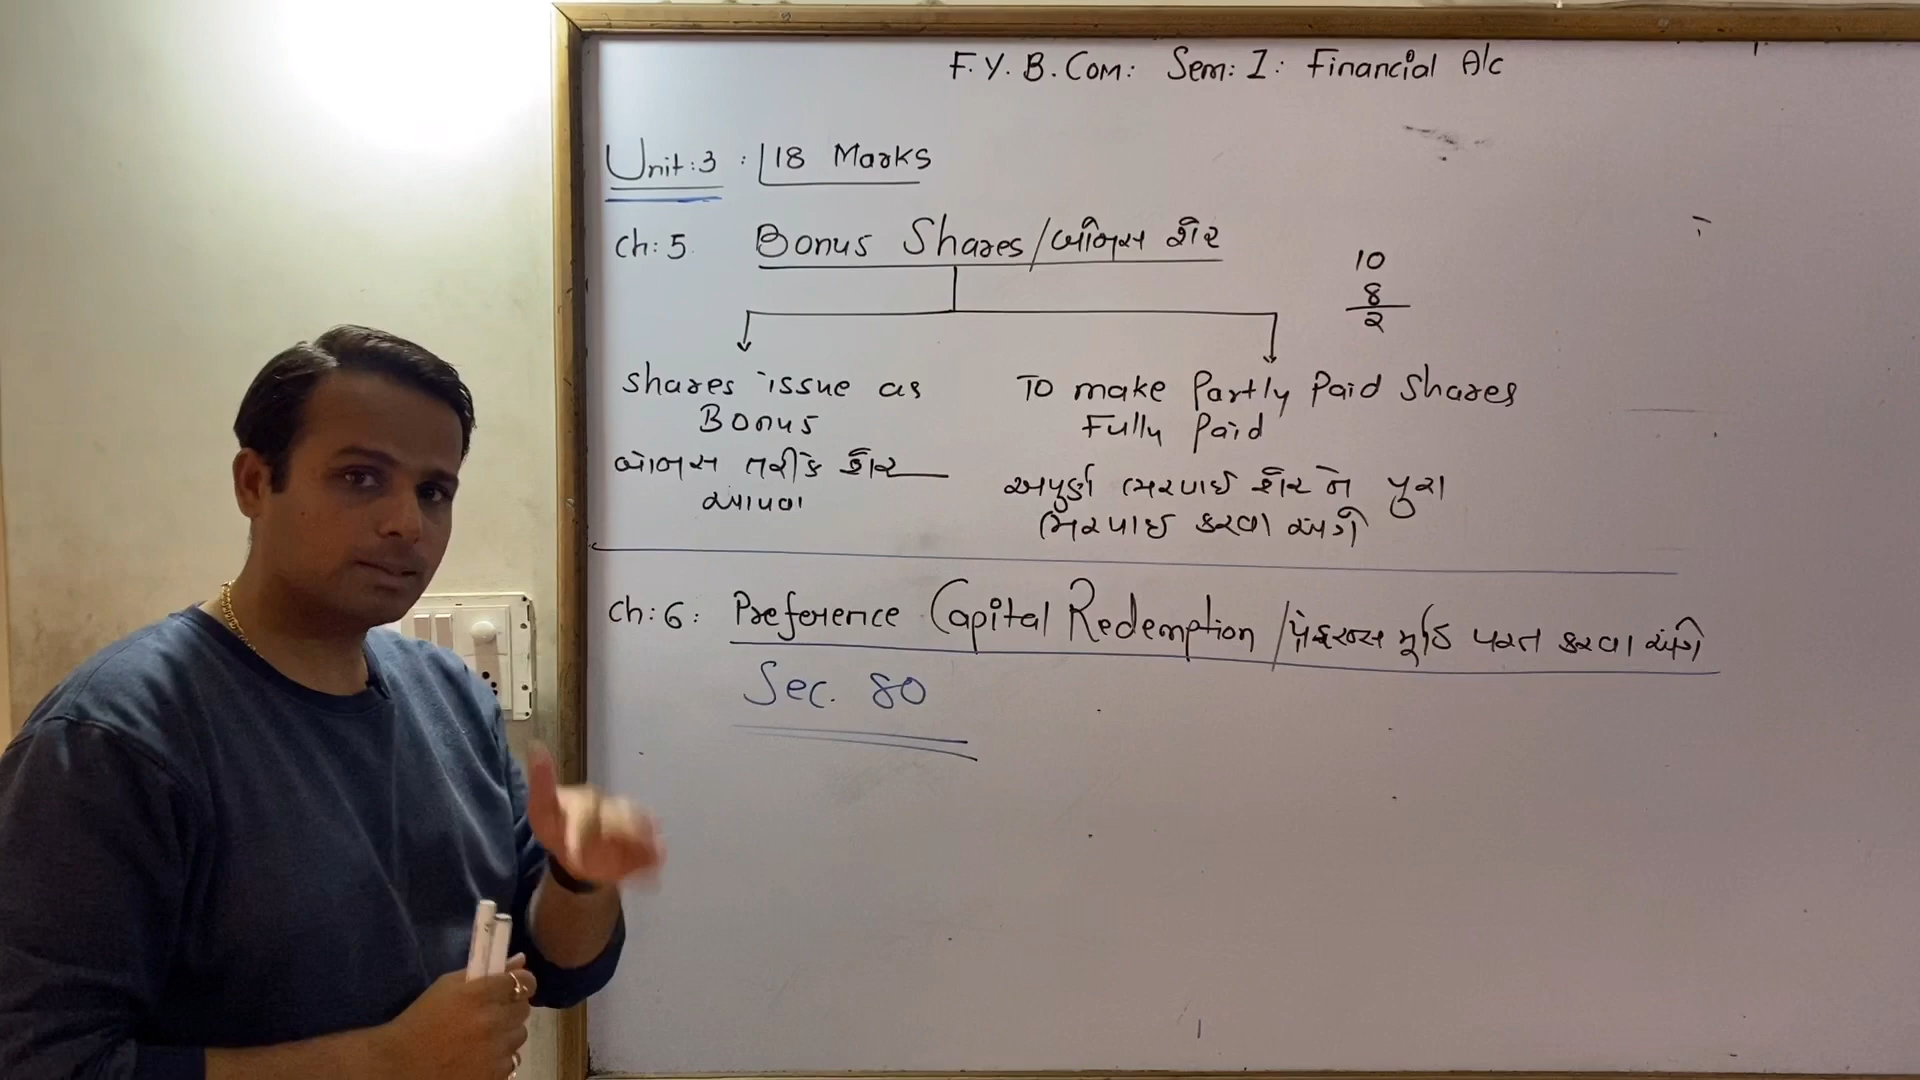 F.Y.B.Com: Sem: I: Financial A/c
Unit:3 : 18 Marks
Ch: 5 Bonus Shares/બોનસ શેર
10
8
2
Shares issue as
Bonus
બોનસ તરીકે શેર
આપવા
To make Partly Paid Shares
Fully Paid
અપુર્ણ ભરપાઈ શેર ને પુરા
ભરપાઈ કરવા અંગે
Ch: 6: Preference Capital Redemption/પ્રેફરન્સ મૂડિ પરત કરવા અંગે
Sec. 80